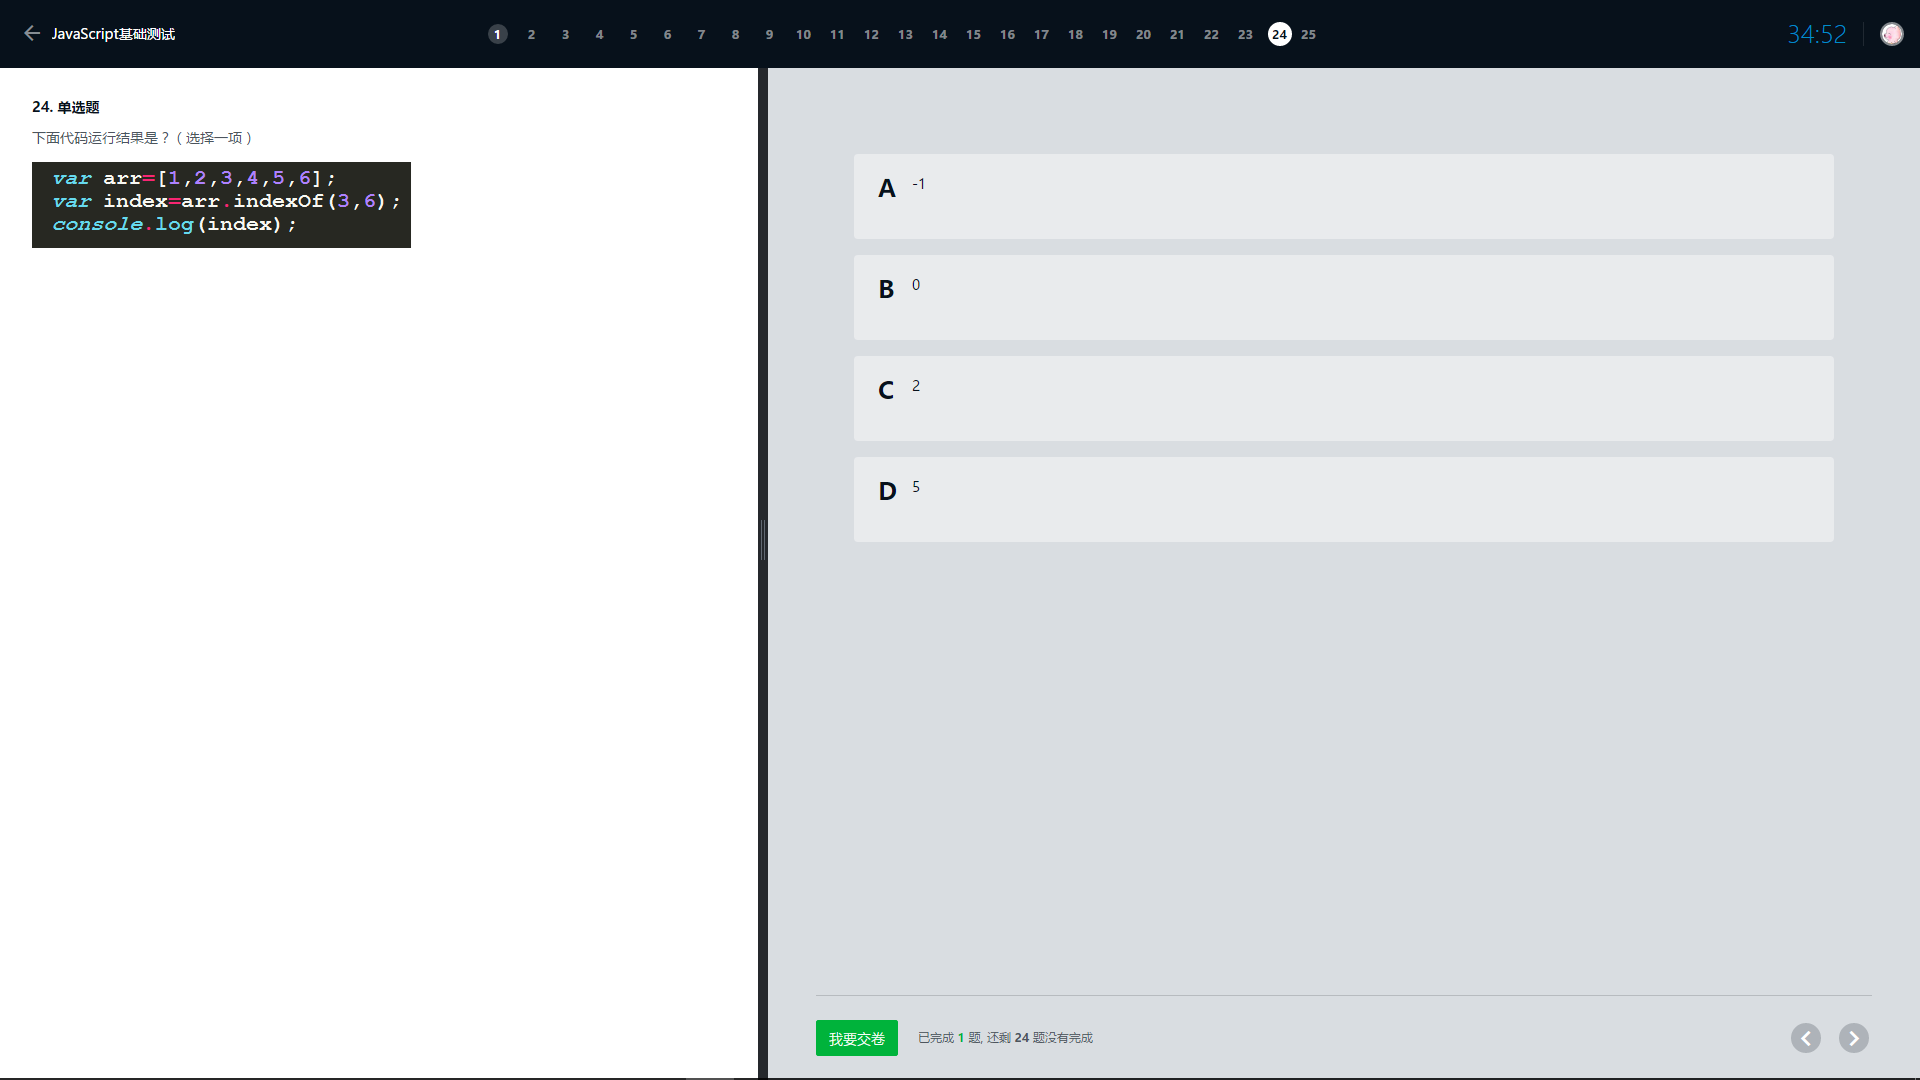 JavaScript基础测试
1 2 3 4 5 6 7 8 9 10 11 12 13 14 15 16 17 18 19 20 21 22 23 24 25
34:52
24. 单选题
下面代码运行结果是？( 选择一项 )
var arr=[1,2,3,4,5,6];
var index=arr.indexOf(3,6);
console.log(index);
A -1
B 0
C 2
D 5
我要交卷
已完成 1 题, 还剩 24 题没有完成